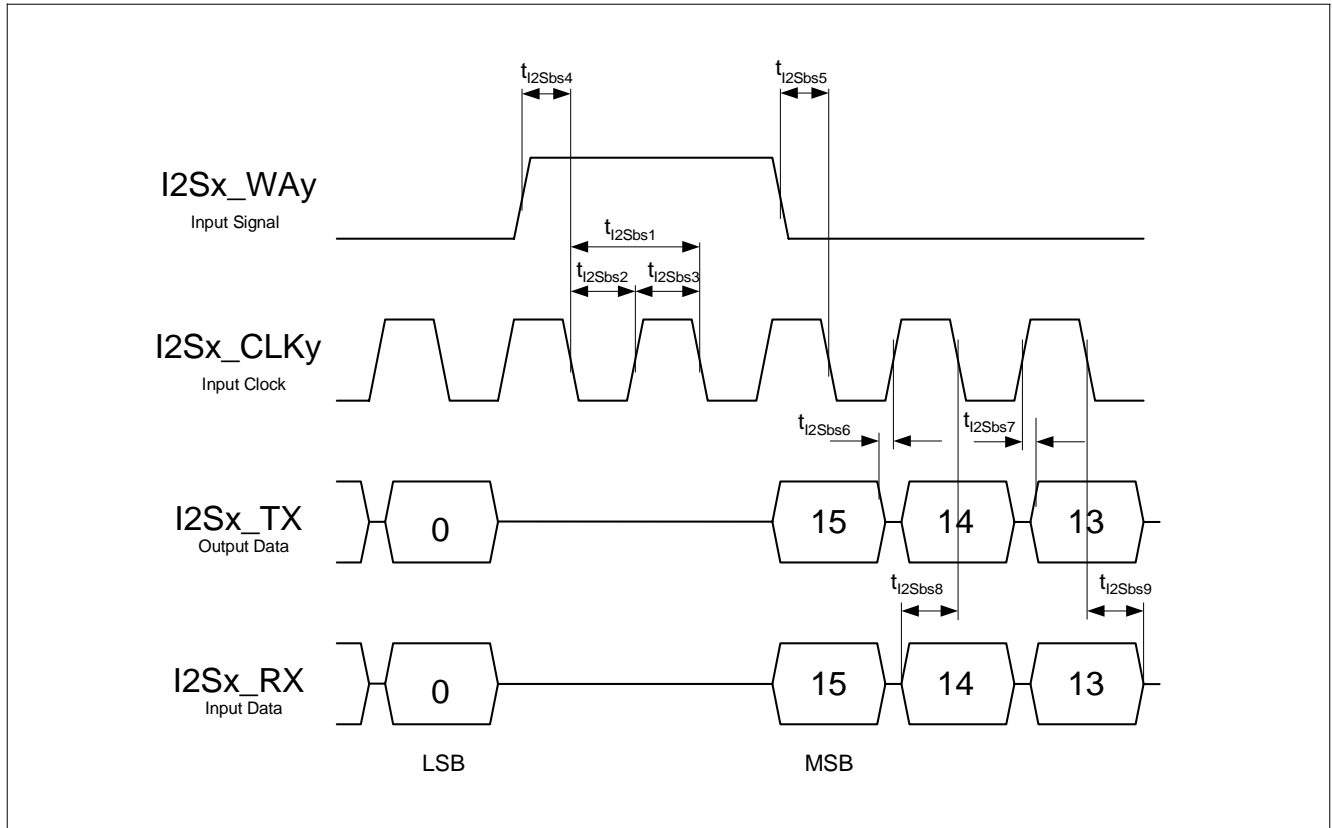 tI2Sbs4
tI2Sbs5
I2Sx_WAy
Input Signal
tI2Sbs1
tI2Sbs2
tI2Sbs3
I2Sx_CLKy
Input Clock
tI2Sbs6
tI2Sbs7
I2Sx_TX
Output Data
0
15
14
13
tI2Sbs8
tI2Sbs9
I2Sx_RX
Input Data
0
15
14
13
LSB
MSB